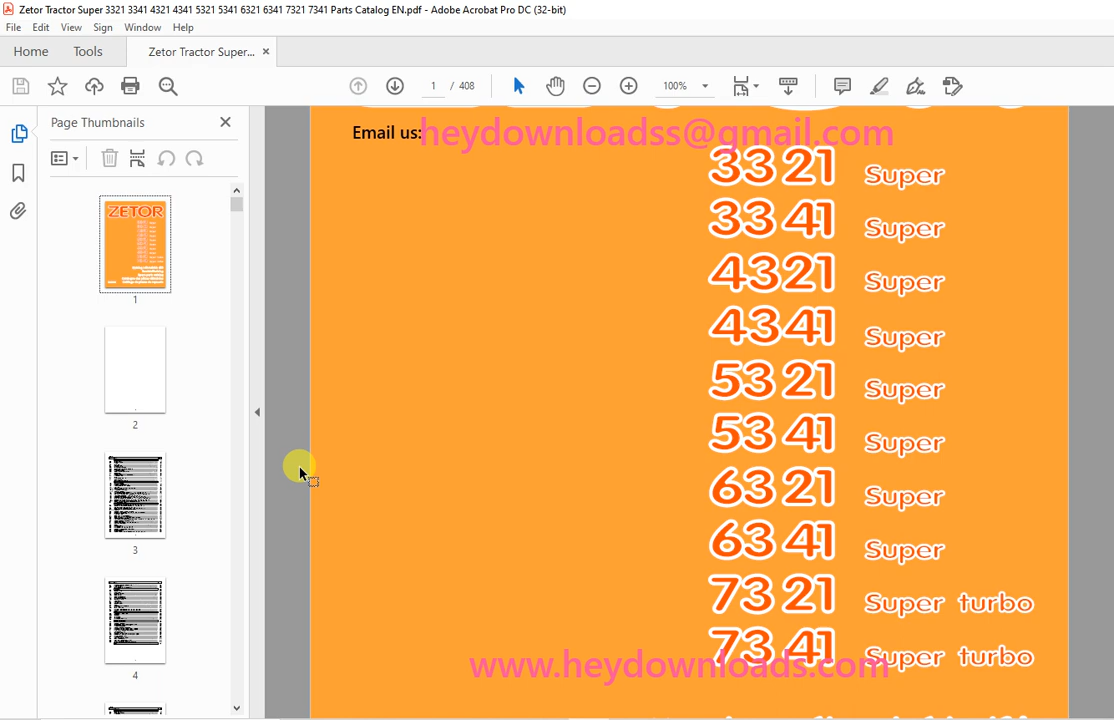 Zetor Tractor Super 3321 3341 4321 4341 5321 5341 6321 6341 7321 7341 Parts Catalog EN.pdf - Adobe Acrobat Pro DC (32-bit)
File Edit View Sign Window Help
Home Tools Zetor Tractor Super... ×
1 / 408 100%
Page Thumbnails
ZETOR
1
2
3
4
Email us: heydownloadss@gmail.com
3321 Super
3341 Super
4321 Super
4341 Super
5321 Super
5341 Super
6321 Super
6341 Super
7321 Super turbo
7341 Super turbo
www.heydownloads.com